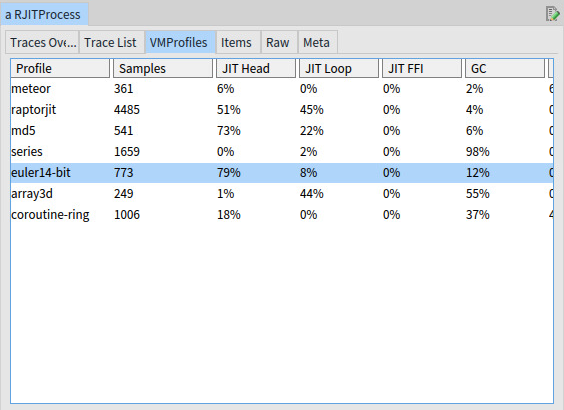 a RJITProcess
Traces Ov... Trace List VMProfiles Items Raw Meta
Profile Samples JIT Head JIT Loop JIT FFI GC
meteor 361 6% 0% 0% 2% 6
raptorjit 4485 51% 45% 0% 4% 0
md5 541 73% 22% 0% 6% 0
series 1659 0% 2% 0% 98% 0
euler14-bit 773 79% 8% 0% 12% 0
array3d 249 1% 44% 0% 55% 0
coroutine-ring 1006 18% 0% 0% 37% 4